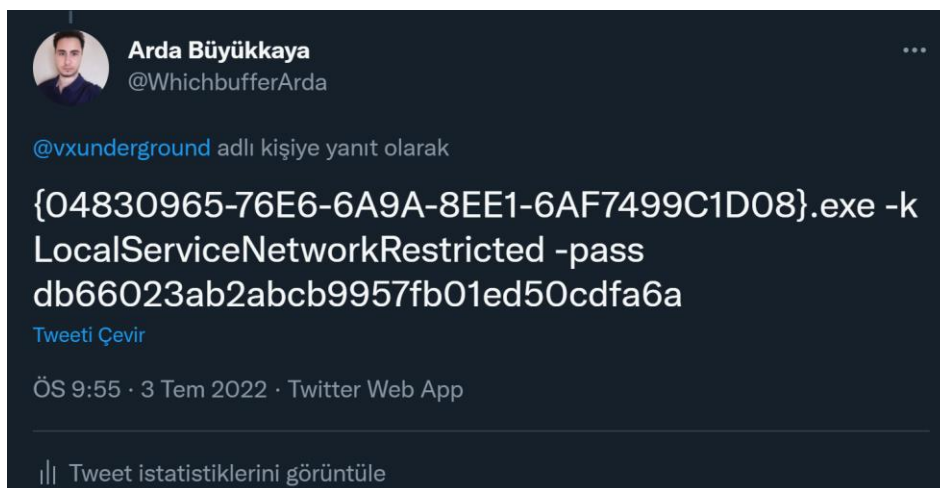 Arda Büyükkaya
@WhichbufferArda
@vxunderground adlı kişiye yanıt olarak
{04830965-76E6-6A9A-8EE1-6AF7499C1D08}.exe -k
LocalServiceNetworkRestricted -pass
db66023ab2abcb9957fb01ed50cdfa6a
Tweeti Çevir
ÖS 9:55 · 3 Tem 2022 · Twitter Web App
Tweet istatistiklerini görüntüle